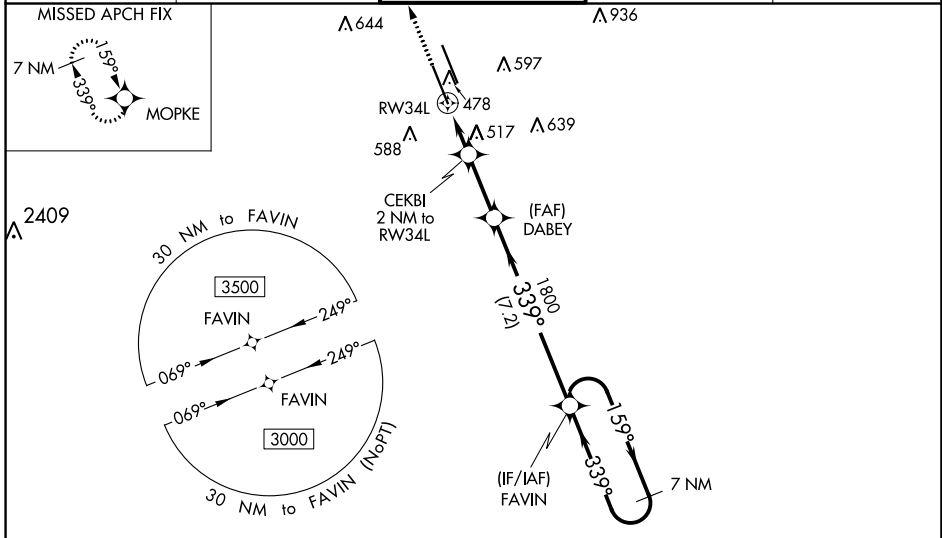 MISSED APCH FIX
7 NM
159°
339°
MOPKE
644
936
597
RW34L
478
517
639
588
CEKBI
2 NM to
RW34L
(FAF)
DABEY
2409
30 NM to FAVIN
3500
FAVIN
249°
069°
249°
069°
FAVIN
3000
30 NM to FAVIN (NoPT)
1800
339°
(7.2)
159°
339°
7 NM
(IF/IAF)
FAVIN